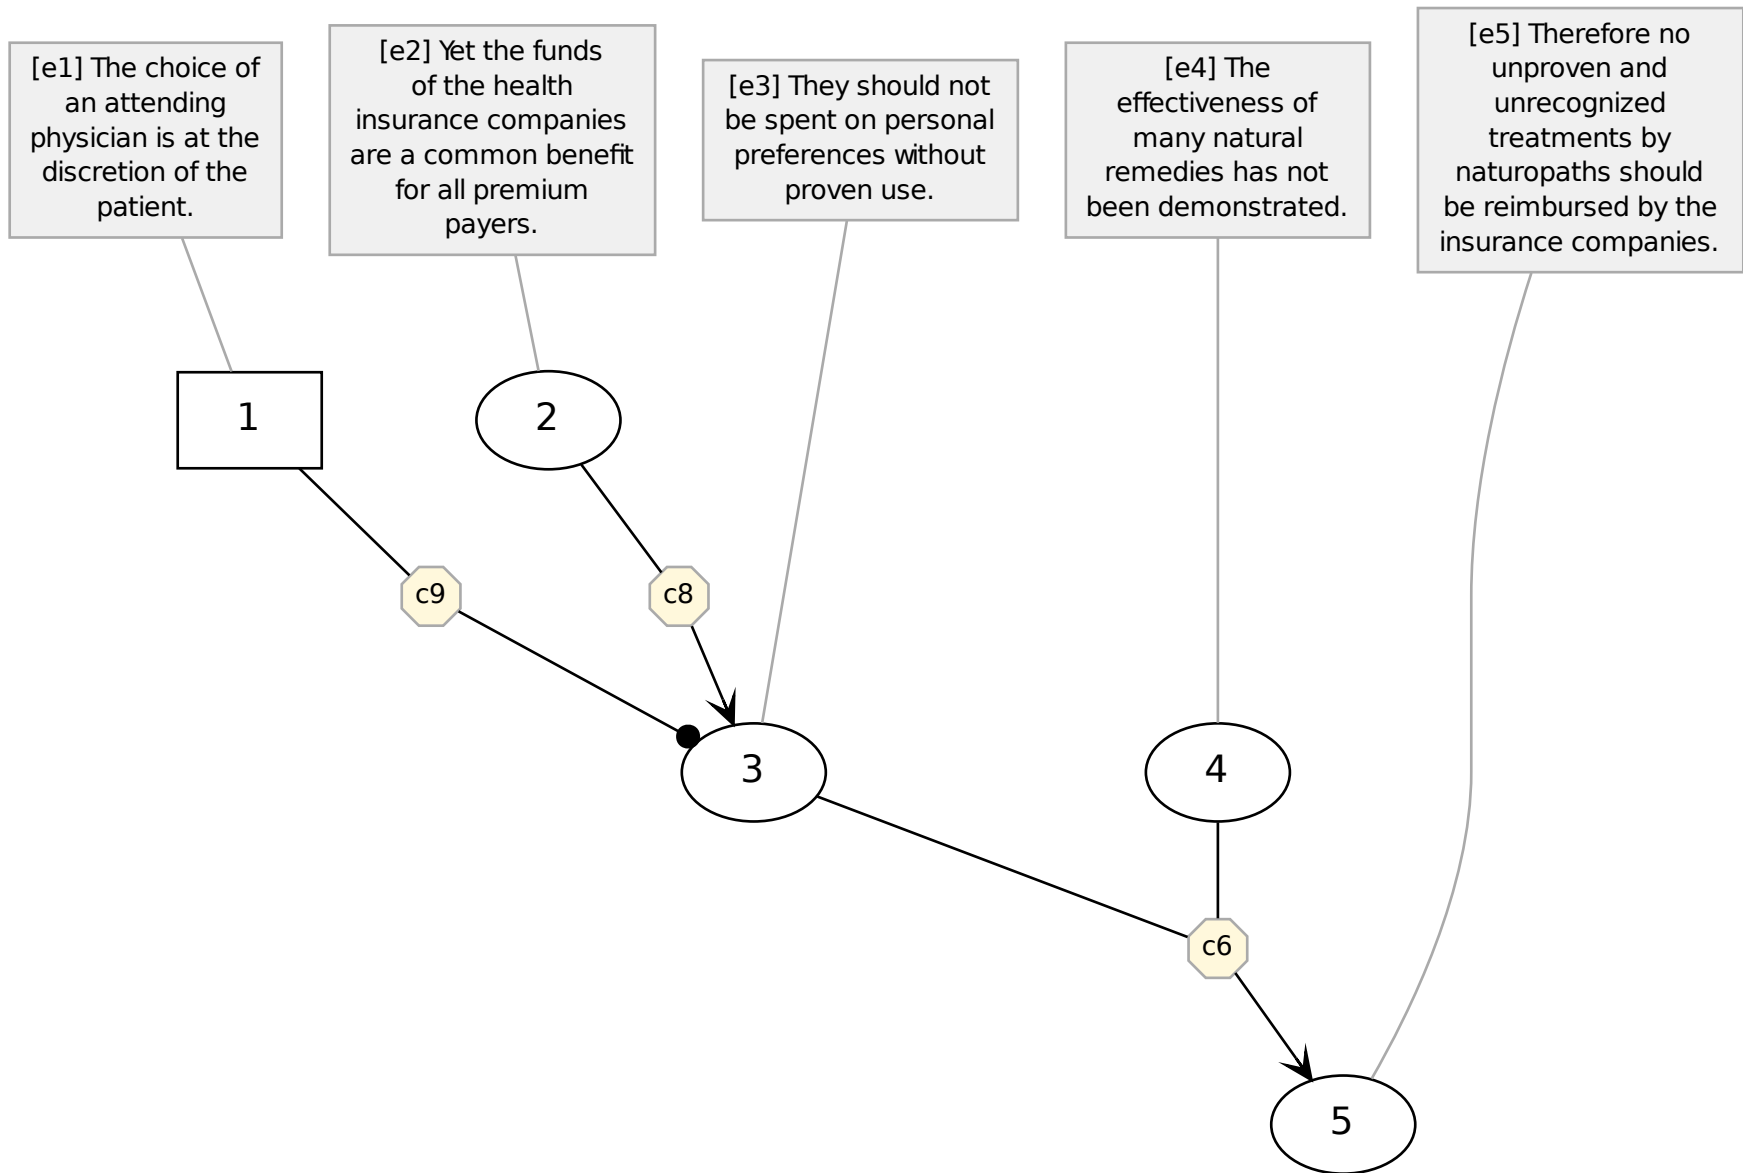 [e1] The choice of
an attending
physician is at the
discretion of the
patient.
[e2] Yet the funds
of the health
insurance companies
are a common benefit
for all premium
payers.
[e3] They should not
be spent on personal
preferences without
proven use.
[e4] The
effectiveness of
many natural
remedies has not
been demonstrated.
[e5] Therefore no
unproven and
unrecognized
treatments by
naturopaths should
be reimbursed by the
insurance companies.
1
2
c9
c8
3
4
c6
5